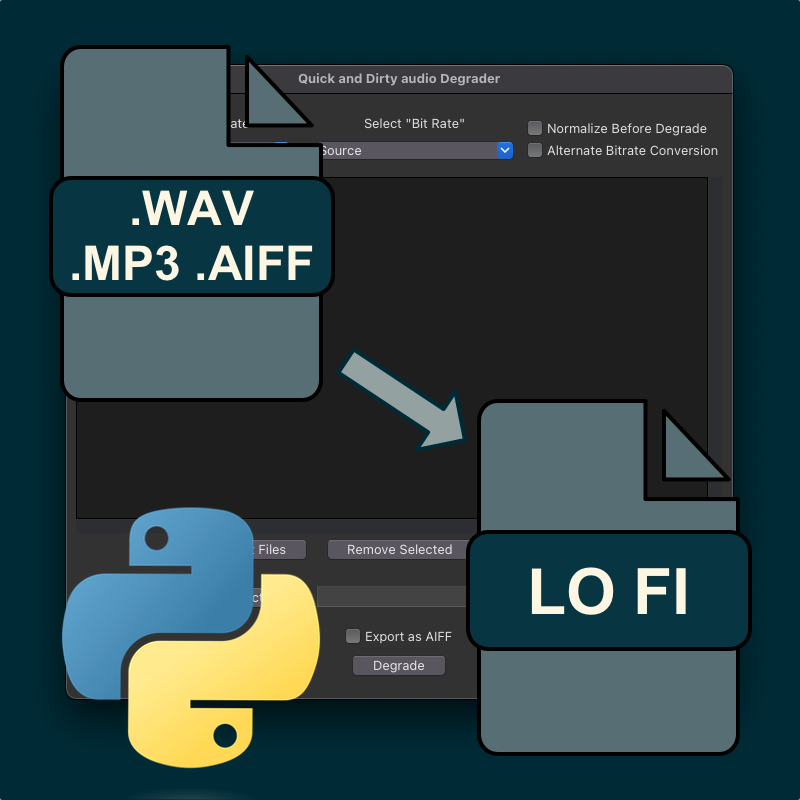 Quick and Dirty audio Degrader
Select "Bit Rate"
Normalize Before Degrade
Source
Alternate Bitrate Conversion
.WAV
.MP3 .AIFF
Files
Remove Selected
LO FI
Export as AIFF
Degrade